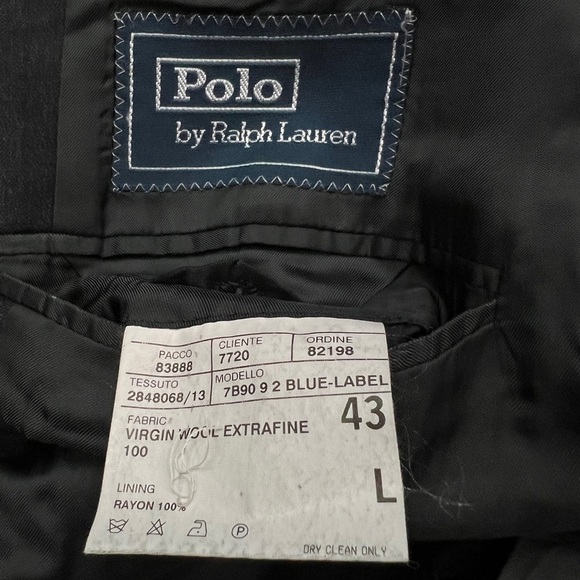 Polo
by Ralph Lauren
PACCO CLIENTE ORDINE
83888 7720 82198
TESSUTO MODELLO
2848068/13 7B90 9 2 BLUE-LABEL
FABRIC 43
VIRGIN WOOL EXTRAFINE
100
LINING L
RAYON 100%
P
DRY CLEAN ONLY